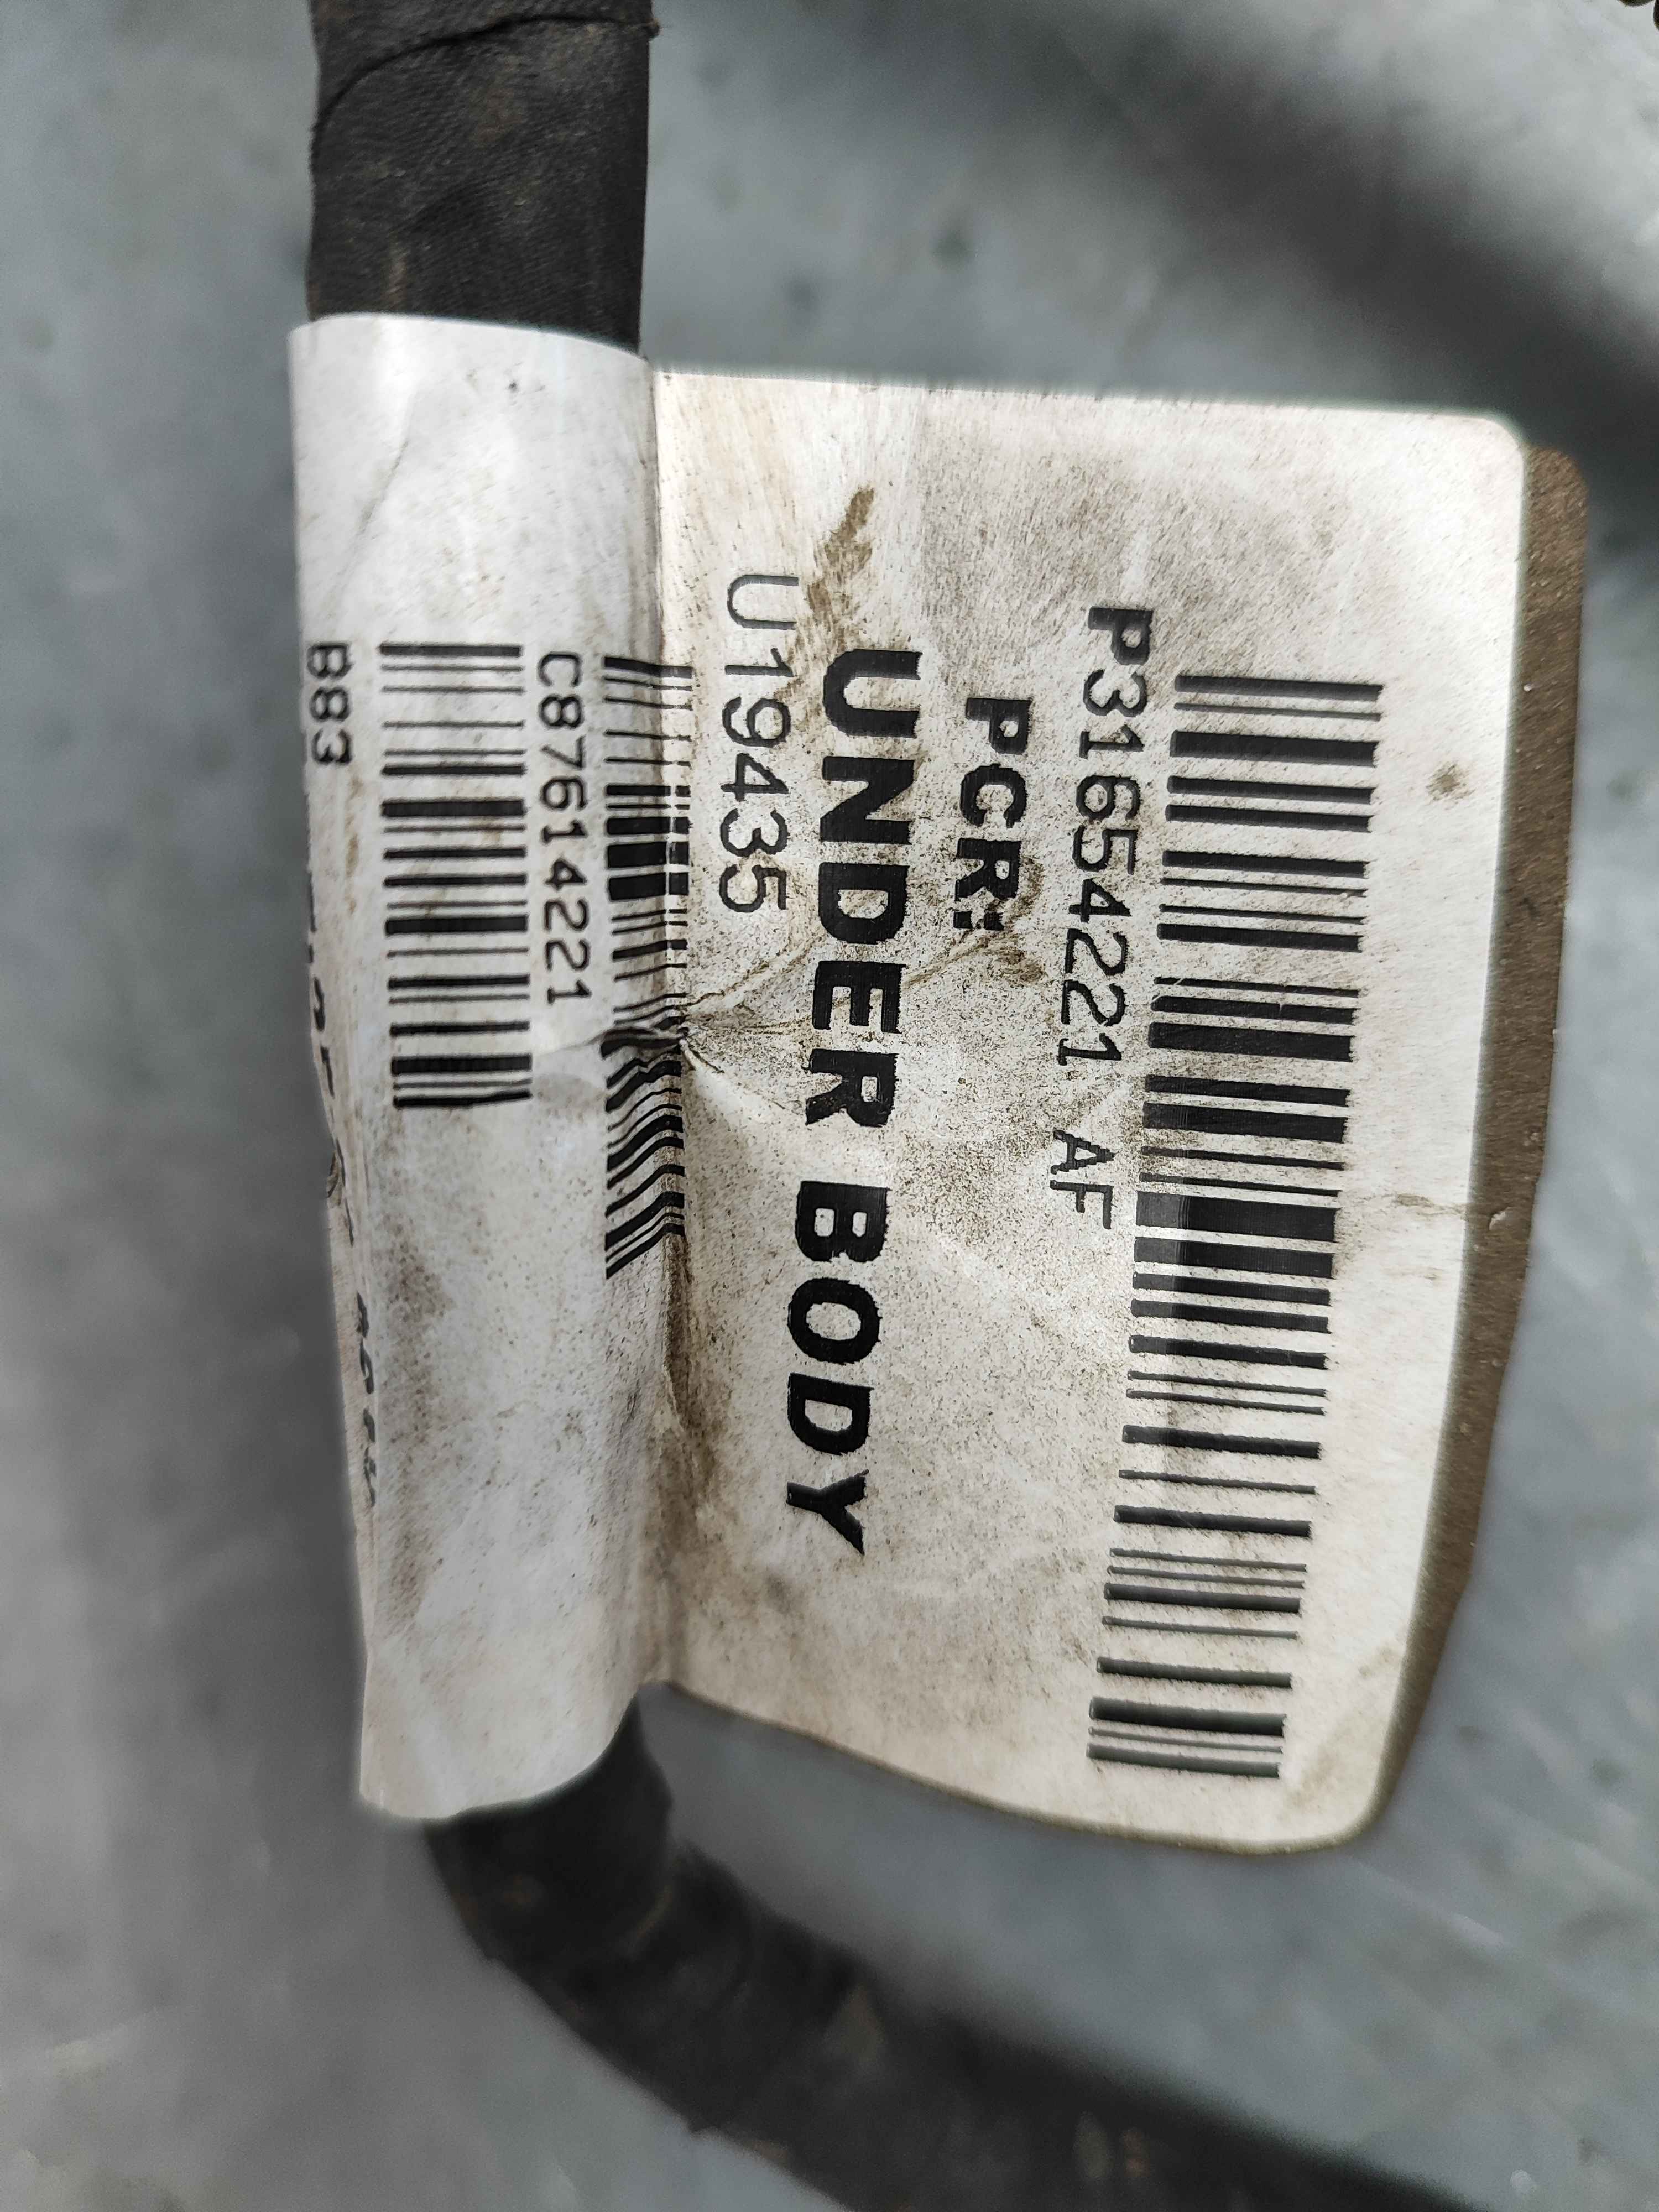 P31654221 AF
PCR:
UNDER BODY
U19435
C87614221
B83